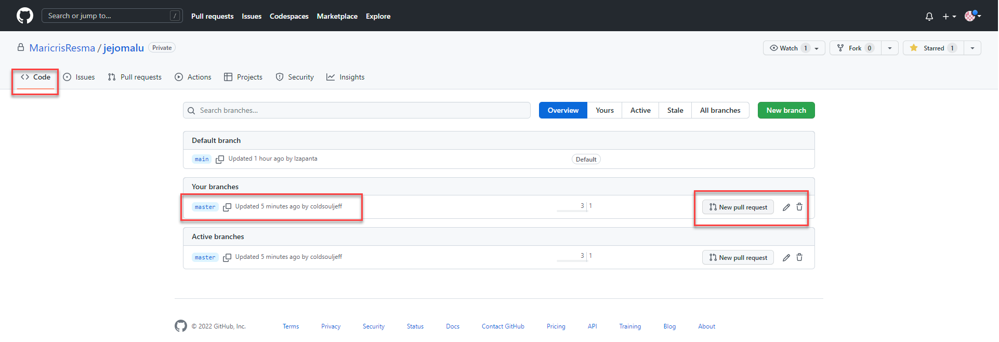 Search or jump to... / Pull requests Issues Codespaces Marketplace Explore
MaricrisResma / jejomalu Private Watch 1 Fork 0 Starred 1
Code Issues Pull requests Actions Projects Security Insights
Search branches... Overview Yours Active Stale All branches New branch
Default branch
main Updated 1 hour ago by lzapanta Default
Your branches
master Updated 5 minutes ago by coldsouljeff 3 1 New pull request
Active branches
master Updated 5 minutes ago by coldsouljeff 3 1 New pull request
© 2022 GitHub, Inc. Terms Privacy Security Status Docs Contact GitHub Pricing API Training Blog About